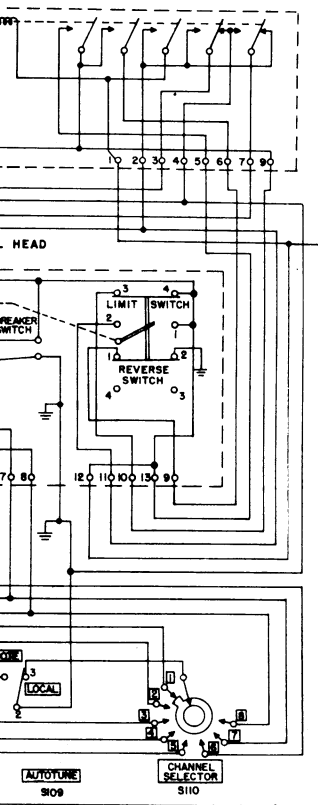 1 2 3 4 5 6 7 9
L HEAD
3 4
LIMIT SWITCH
2
1
REAKER
SWITCH
1 2
REVERSE
SWITCH
4 3
7 8 12 11 10 13 9
1
2
3
3
LOCAL
2
4
5
6
7
8
AUTOTUNE
S109
CHANNEL
SELECTOR
S110